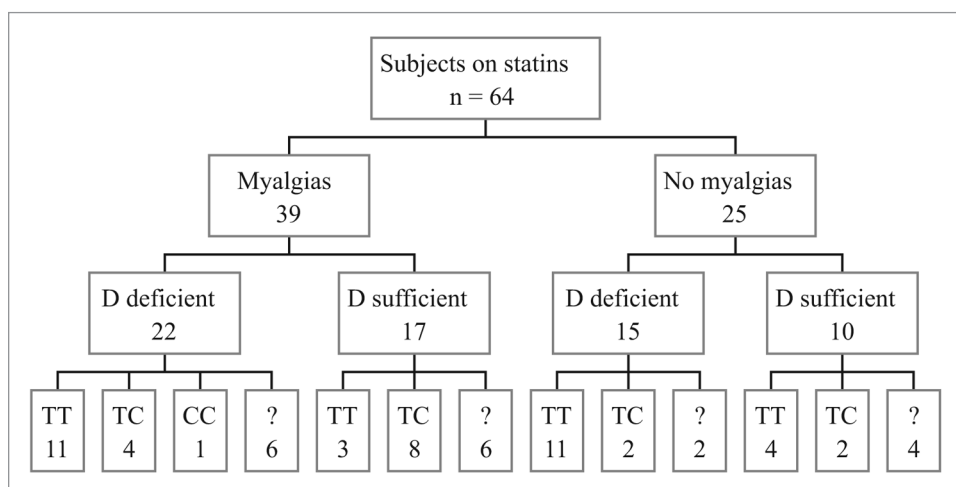 Subjects on statins
n = 64
Myalgias
39
No myalgias
25
D deficient
22
D sufficient
17
D deficient
15
D sufficient
10
TT
11
TC
4
CC
1
?
6
TT
3
TC
8
?
6
TT
11
TC
2
?
2
TT
4
TC
2
?
4